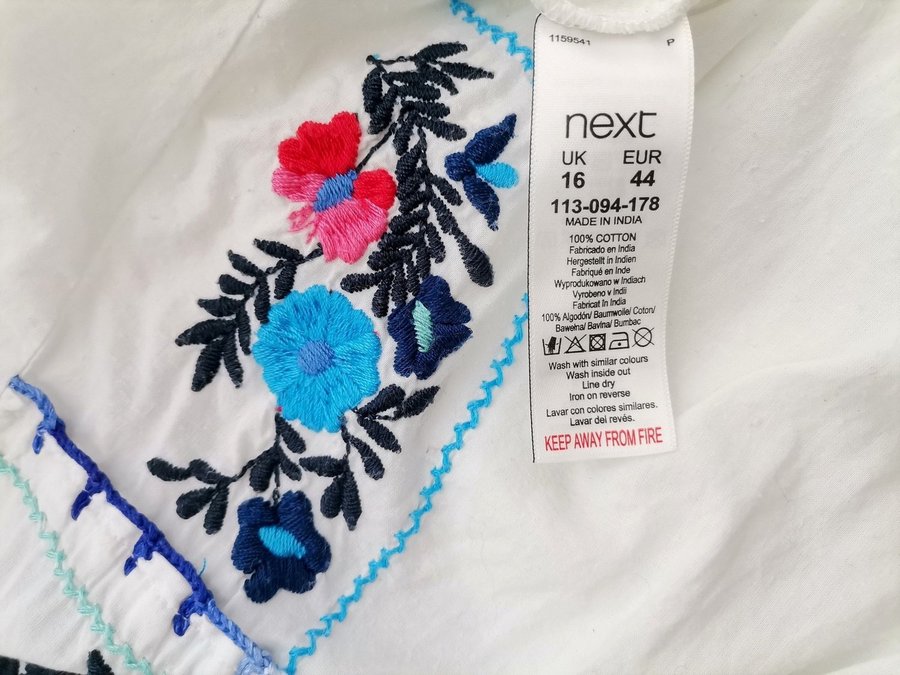 1159541 P
next
UK EUR
16 44
113-094-178
MADE IN INDIA
100% COTTON
Fabricado en India
Hergestellt in Indien
Fabriqué en Inde
Wyprodukowano w Indiach
Vyrobeno v Indii
Fabricat în India
100% Algodón/ Baumwolle/ Coton/
Bawełna/ Bavlna/ Bumbac
Wash with similar colours
Wash inside out
Line dry
Iron on reverse
Lavar con colores similares.
Lavar del revés.
KEEP AWAY FROM FIRE